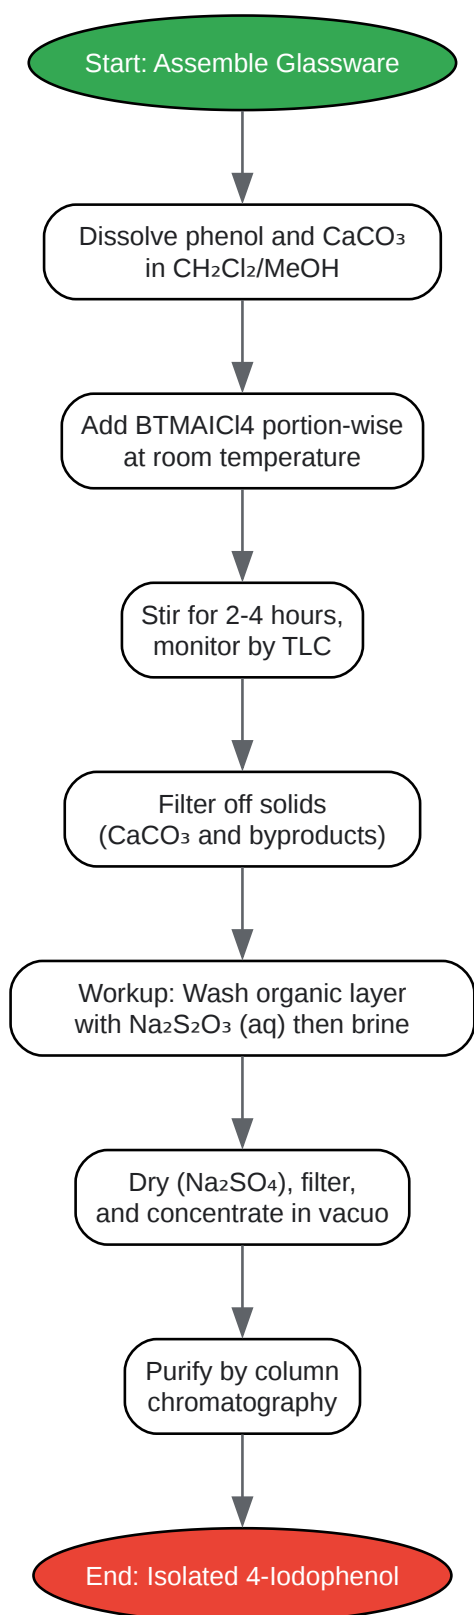 Start: Assemble Glassware
Dissolve phenol and CaCO₃
in CH₂Cl₂/MeOH
Add BTMAICl4 portion-wise
at room temperature
Stir for 2-4 hours,
monitor by TLC
Filter off solids
(CaCO₃ and byproducts)
Workup: Wash organic layer
with Na₂S₂O₃ (aq) then brine
Dry (Na₂SO₄), filter,
and concentrate in vacuo
Purify by column
chromatography
End: Isolated 4-Iodophenol